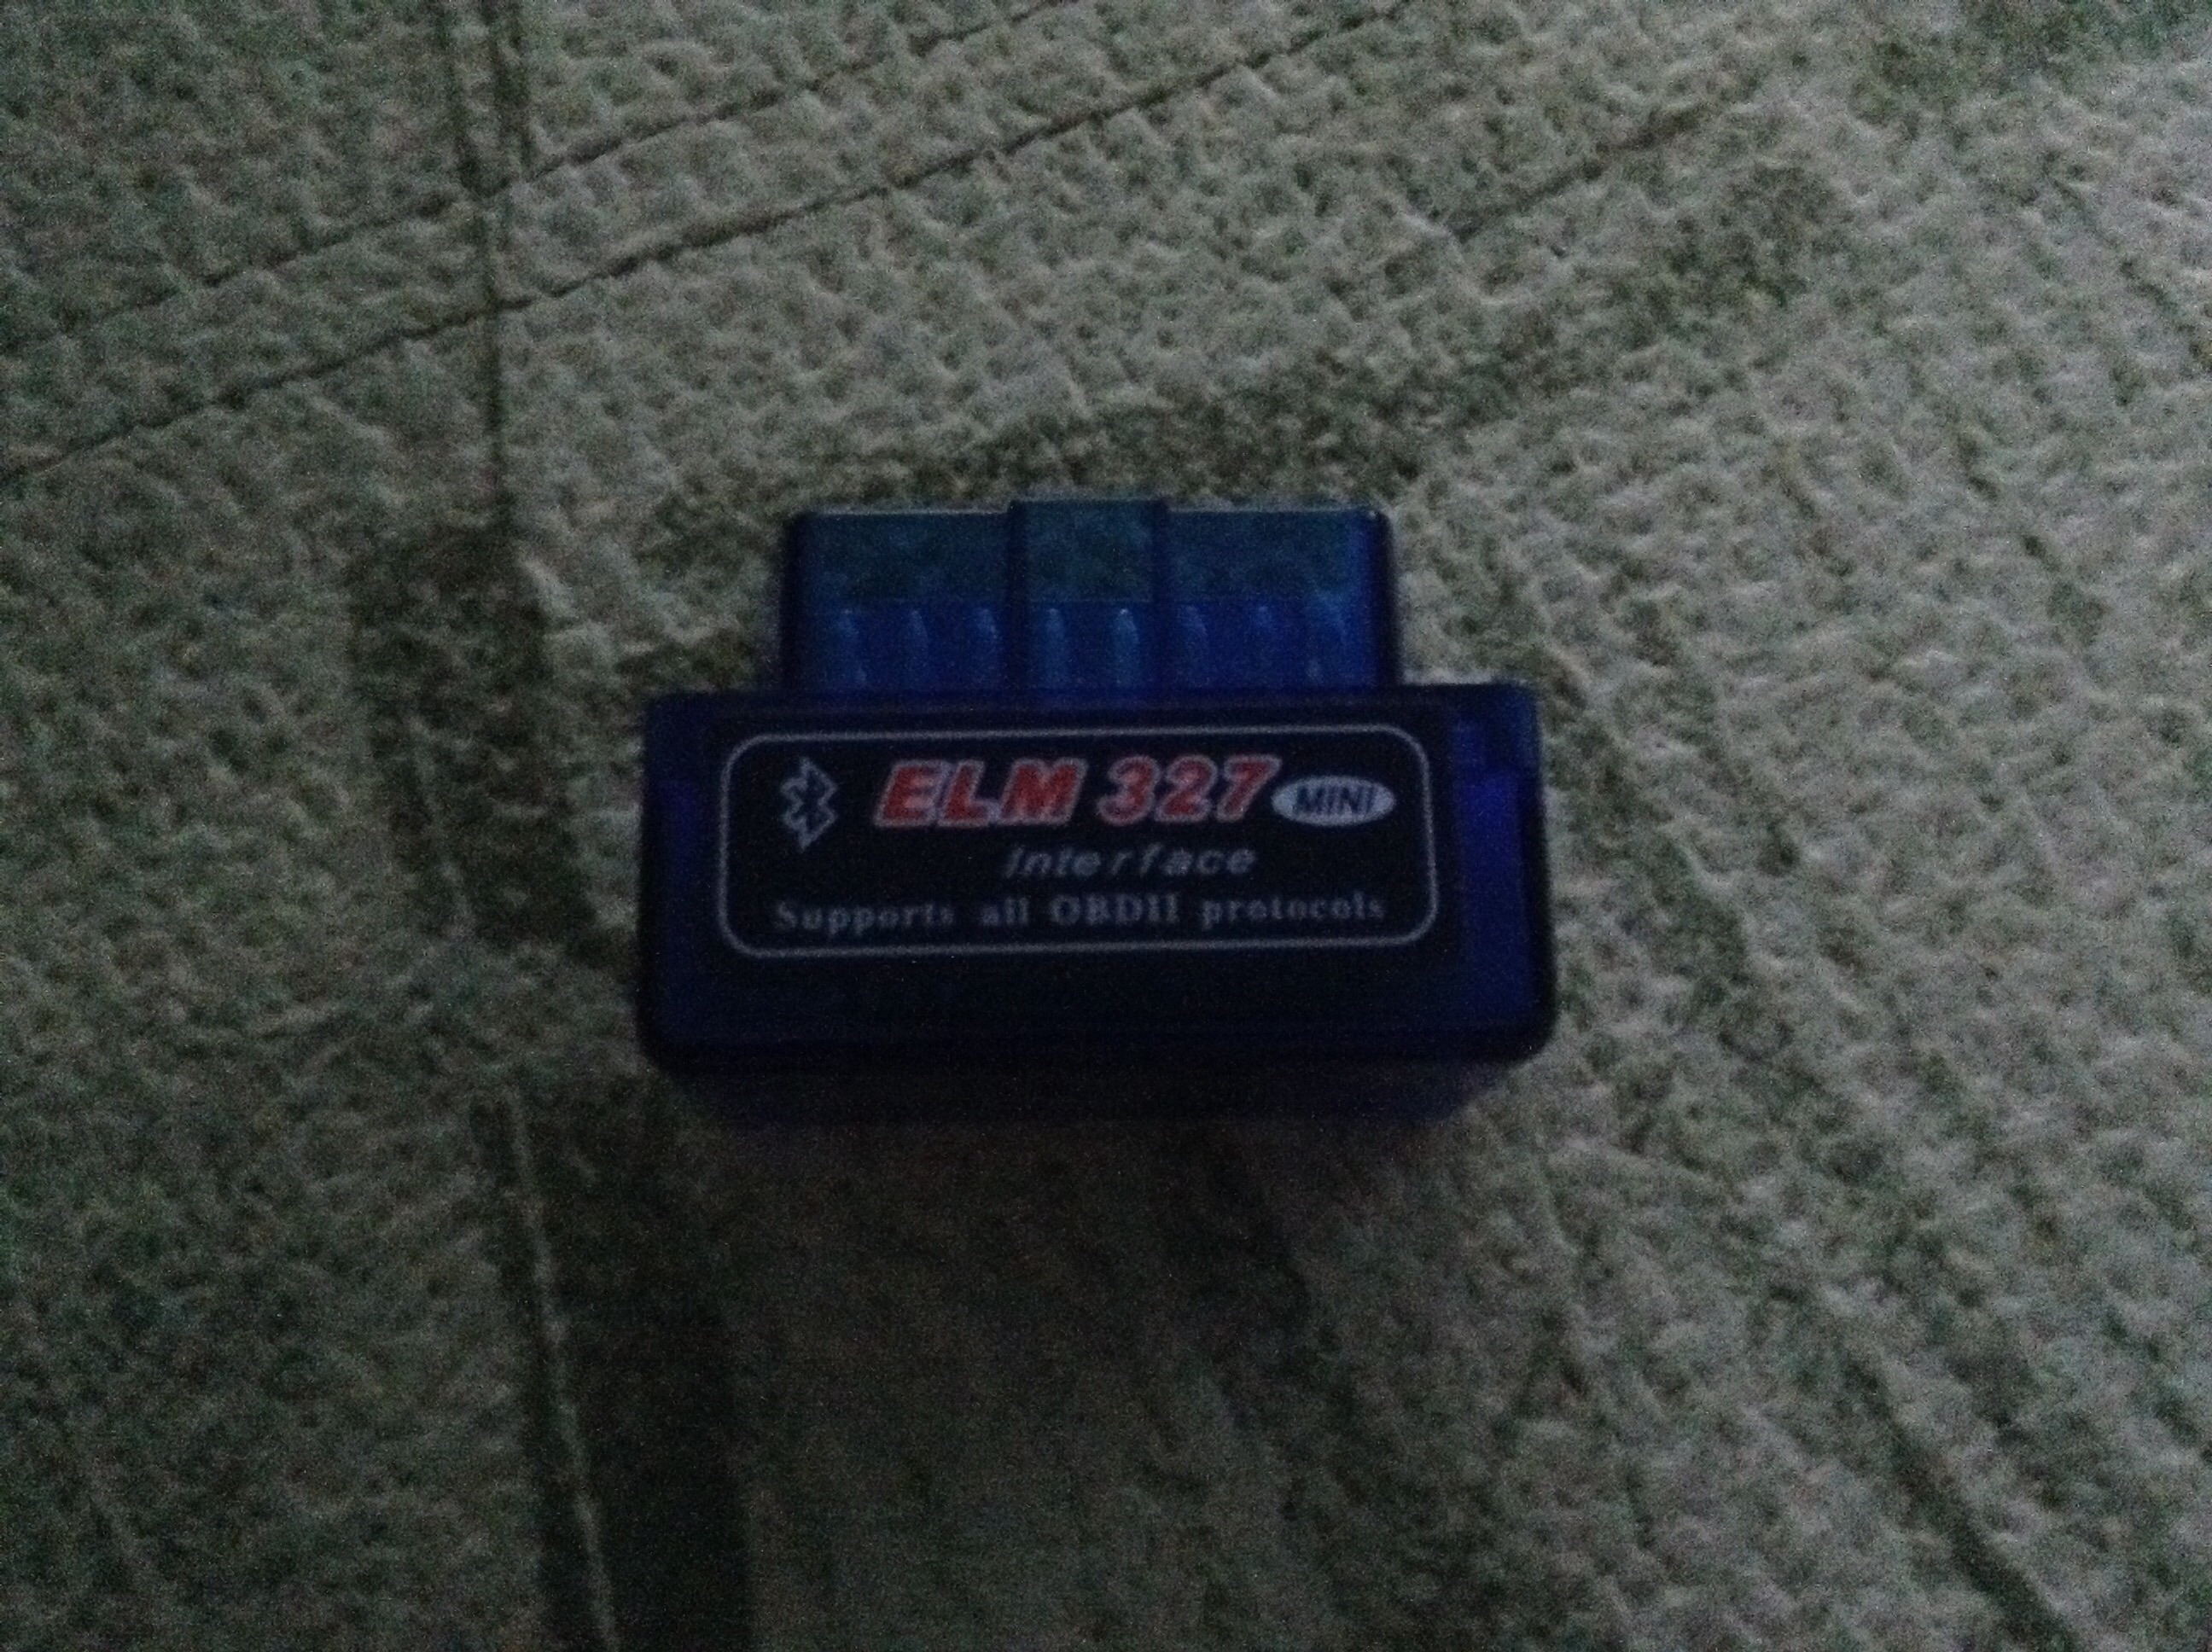 ELM 327 MINI
Interface
Supports all OBDII protocols